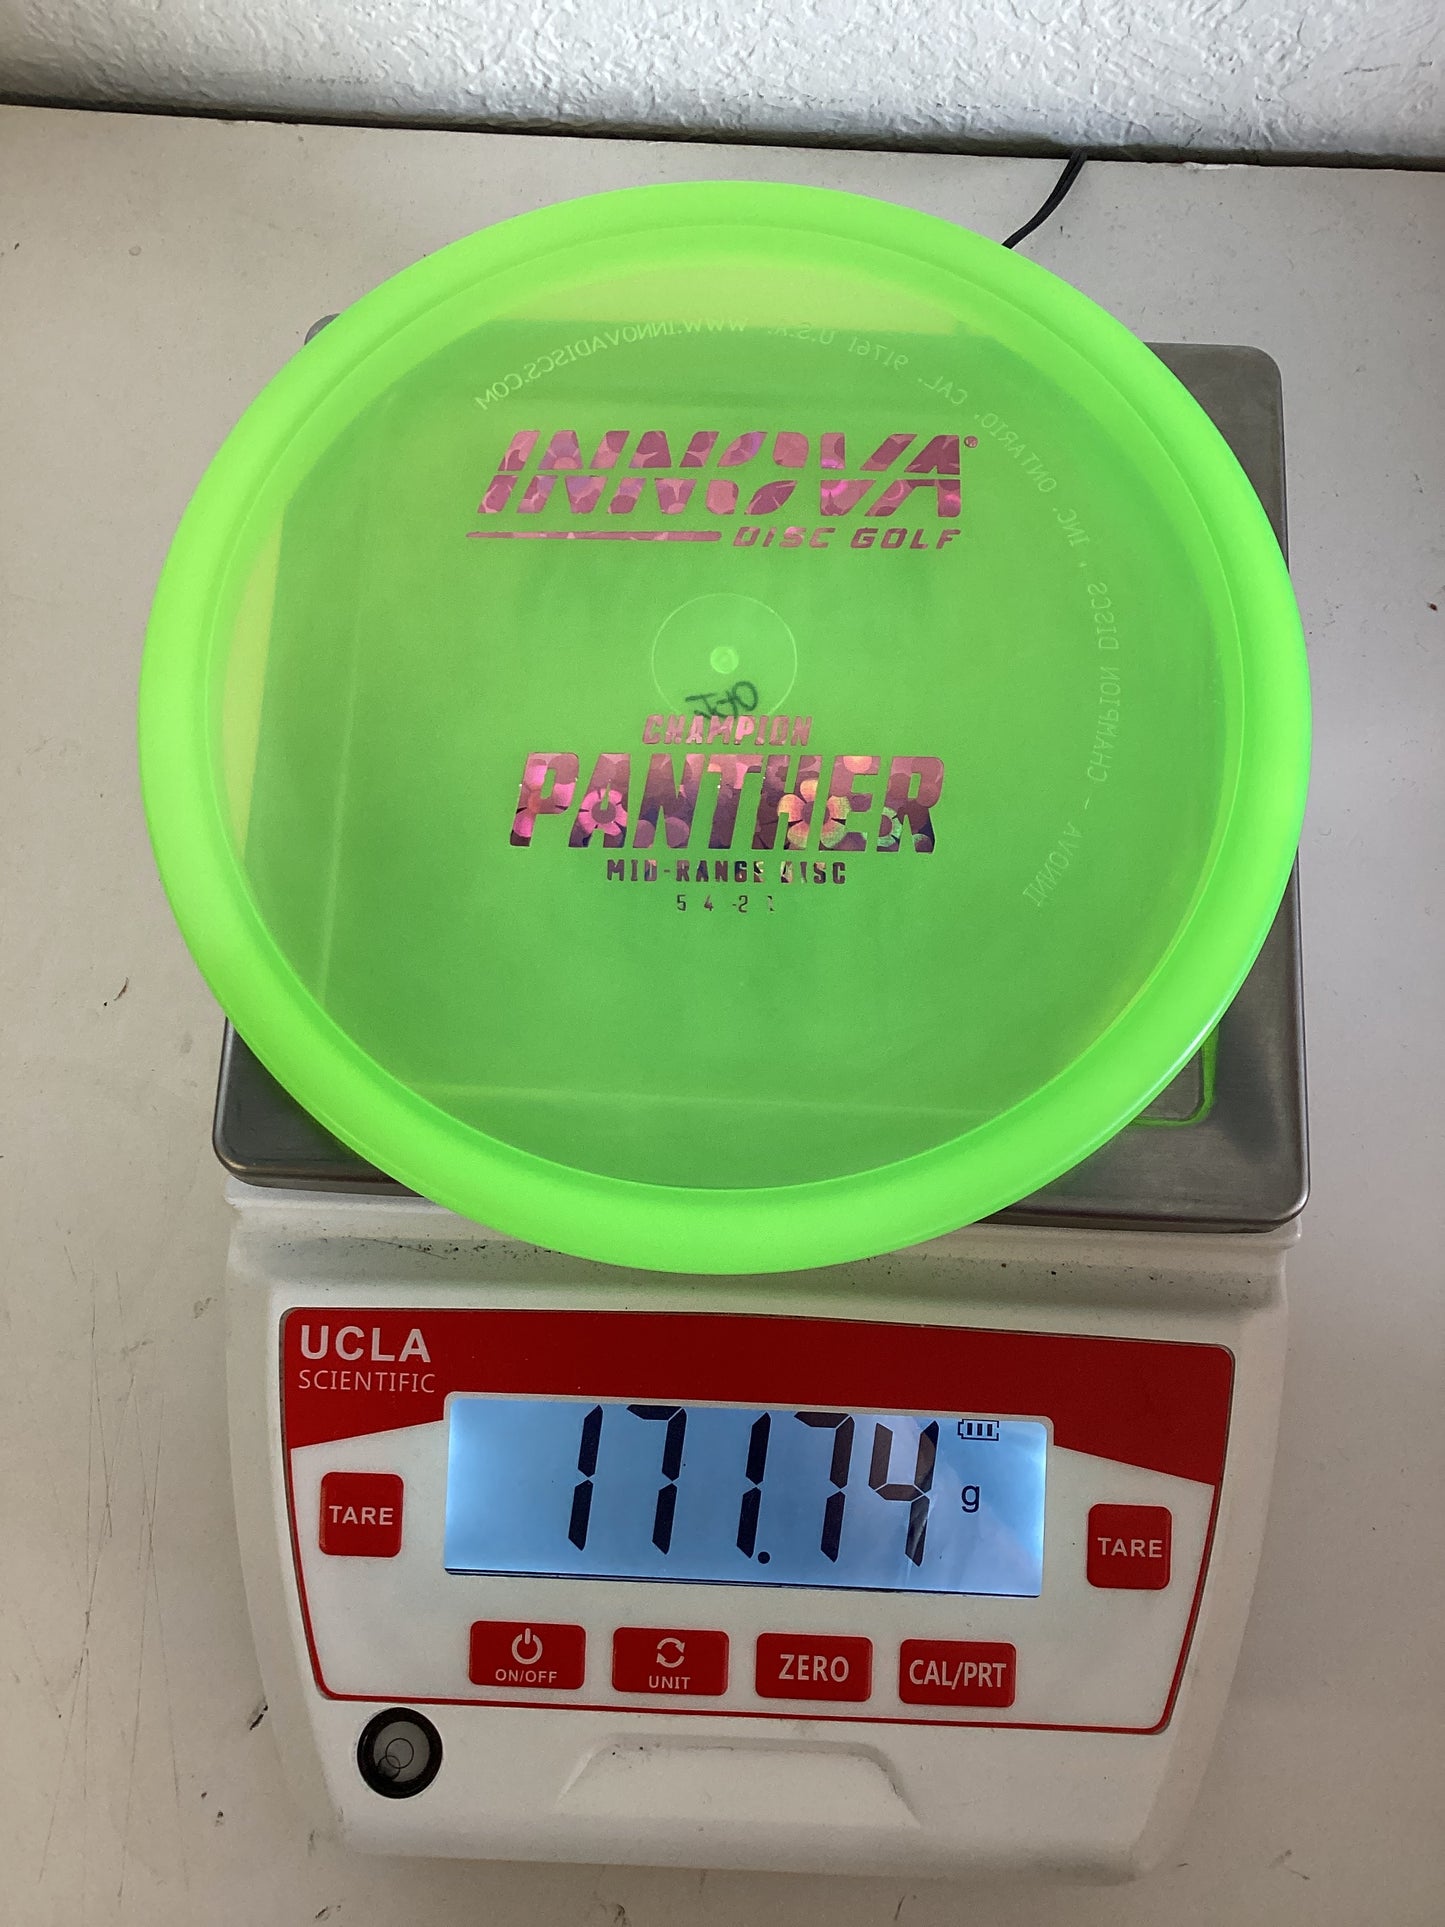 INNOVA – CHAMPION DISCS, INC. ONTARIO, CAL. 91761 U.S.A. WWW.INNOVADISCS.COM
INNOVA®
DISC GOLF
CHAMPION
PANTHER
MID-RANGE DISC
5 4 -2 1
UCLA
SCIENTIFIC
171.74 g
TARE
TARE
ON/OFF
UNIT
ZERO
CAL/PRT